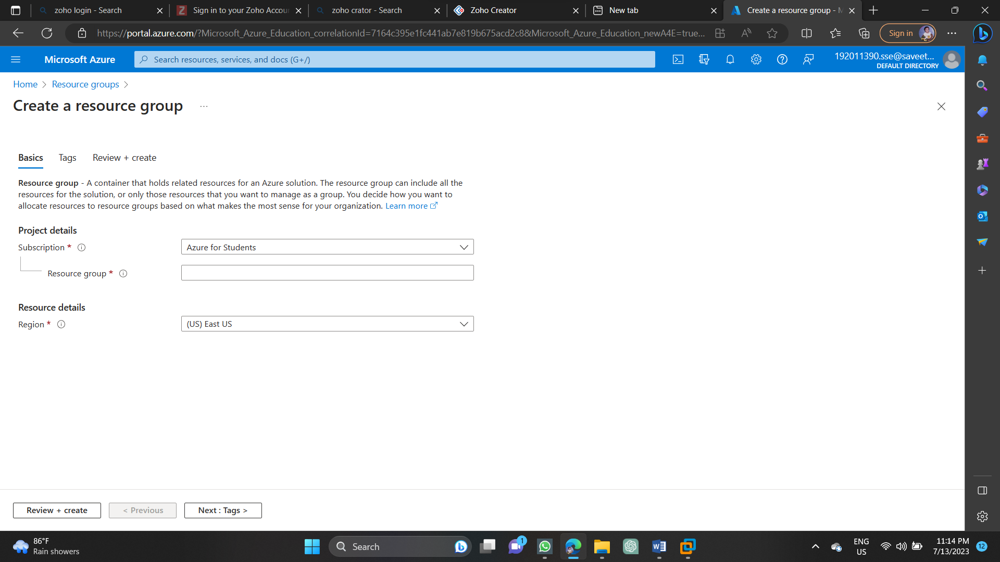 zoho login - Search
Sign in to your Zoho Accou
zoho crator - Search
Zoho Creator
New tab
Create a resource group - M
https://portal.azure.com/?Microsoft_Azure_Education_correlationId=7164c395e1fc441ab7e819b675acd2c8&Microsoft_Azure_Education_newA4E=true...
Sign in
Microsoft Azure
Search resources, services, and docs (G+/)
192011390.sse@saveet...
DEFAULT DIRECTORY
Home > Resource groups >
Create a resource group ...
Basics Tags Review + create
Resource group - A container that holds related resources for an Azure solution. The resource group can include all the
resources for the solution, or only those resources that you want to manage as a group. You decide how you want to
allocate resources to resource groups based on what makes the most sense for your organization. Learn more
Project details
Subscription * Azure for Students
Resource group *
Resource details
Region * (US) East US
Review + create < Previous Next : Tags >
86°F
Rain showers
Search
1
ENG
US
11:14 PM
7/13/2023
12